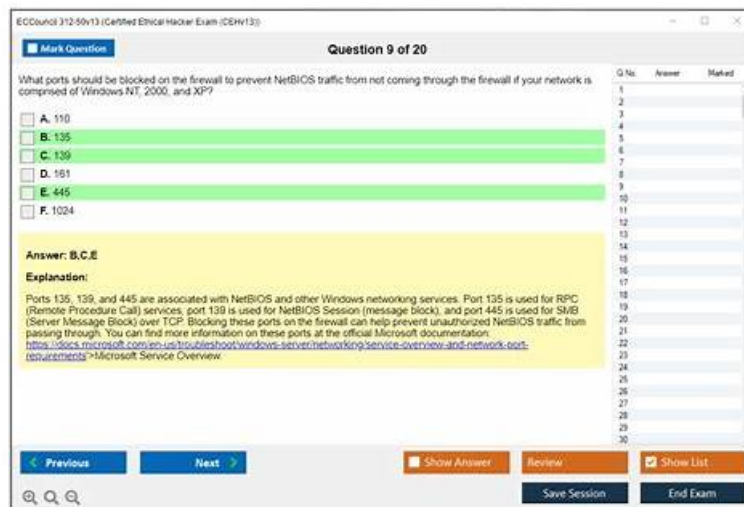 ECCouncil 312-50v13 (Certified Ethical Hacker Exam (CEHv13))
Mark Question
Question 9 of 20
What ports should be blocked on the firewall to prevent NetBIOS traffic from not coming through the firewall if your network is
comprised of Windows NT, 2000, and XP?
A. 110
B. 135
C. 139
D. 161
E. 445
F. 1024
Answer: B,C,E
Explanation:
Ports 135, 139, and 445 are associated with NetBIOS and other Windows networking services. Port 135 is used for RPC
(Remote Procedure Call) services, port 139 is used for NetBIOS Session (message block), and port 445 is used for SMB
(Server Message Block) over TCP. Blocking these ports on the firewall can help prevent unauthorized NetBIOS traffic from
passing through. You can find more information on these ports at the official Microsoft documentation:
https://docs.microsoft.com/en-us/troubleshoot/windows-server/networking/service-overview-and-network-port-
requirements'>Microsoft Service Overview.
Q No. Answer Marked
1
2
3
4
5
6
7
8
9
10
11
12
13
14
15
16
17
18
19
20
21
22
23
24
25
26
27
28
29
30
Previous
Next
Show Answer
Review
Show List
Save Session
End Exam